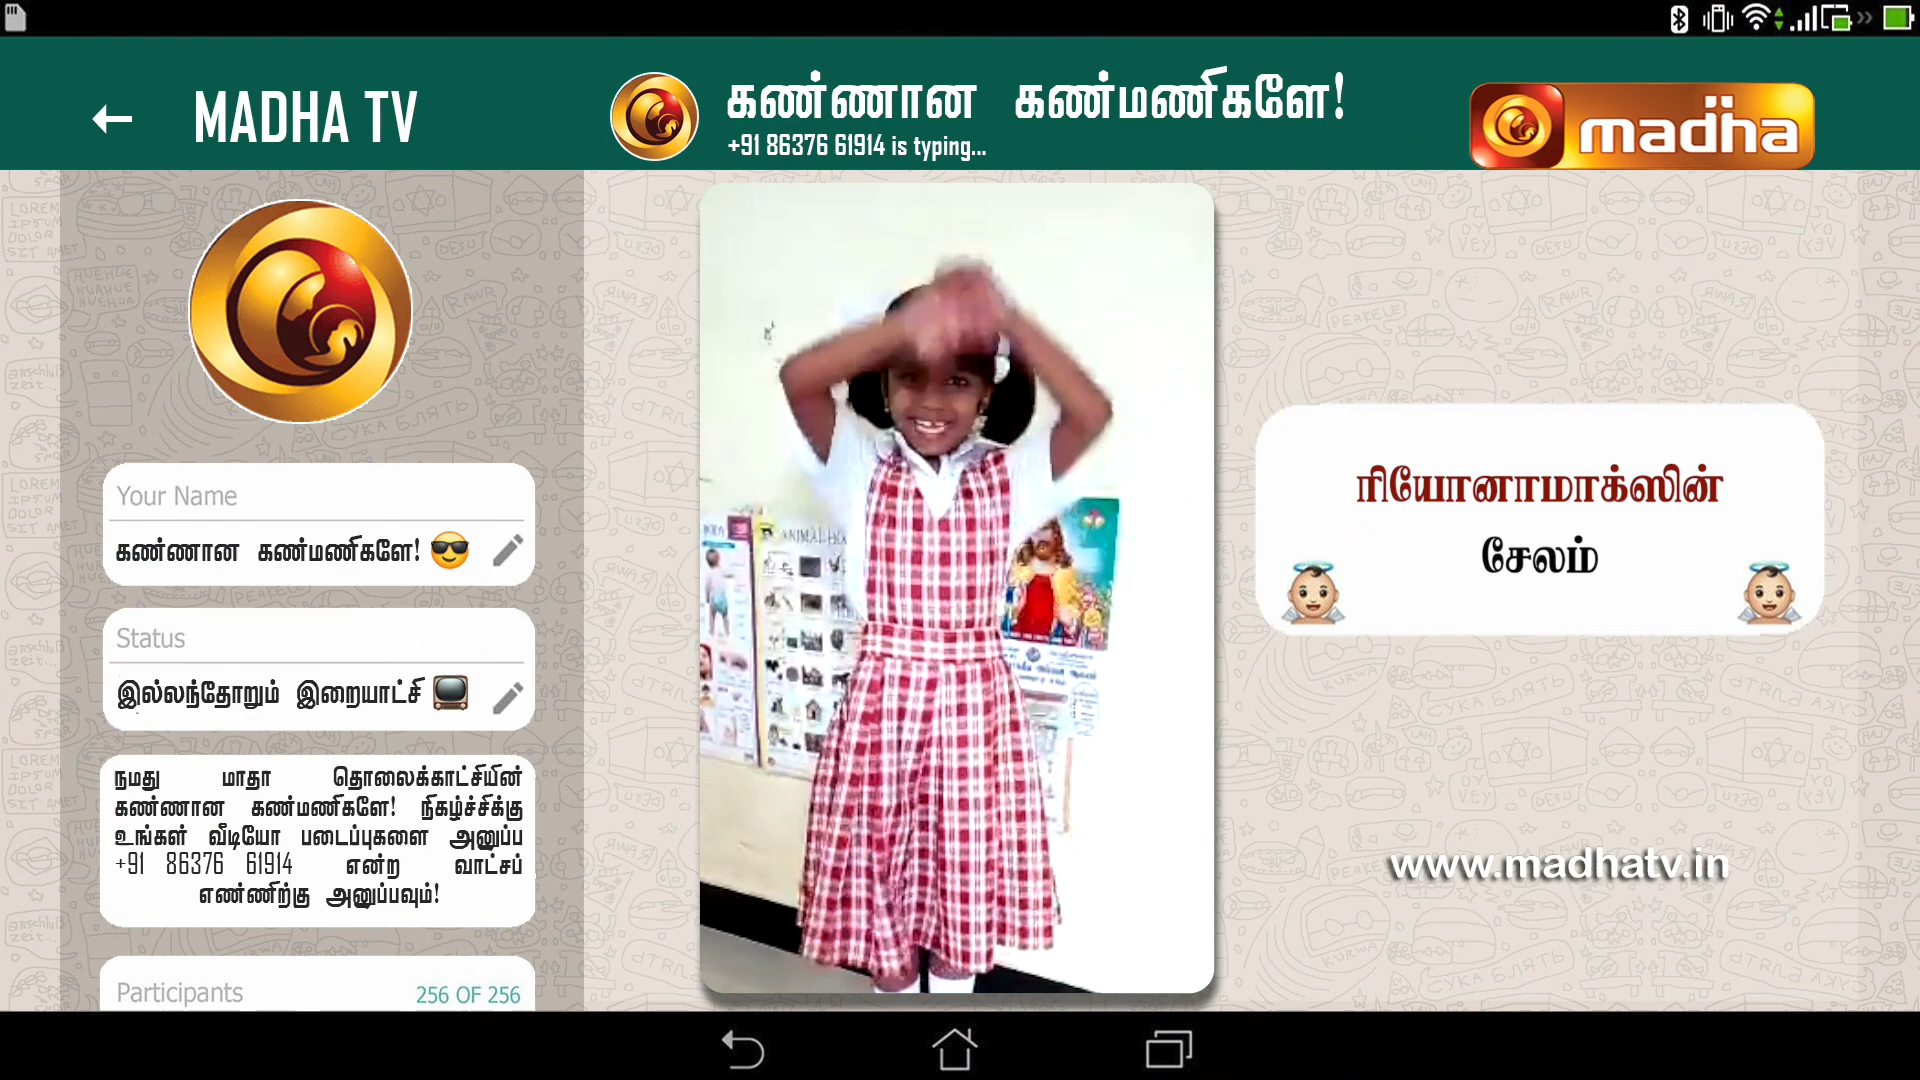 MADHA TV
கண்ணான கண்மணிகளே!
+91 86376 61914 is typing...
madha
Your Name
கண்ணான கண்மணிகளே! 😎
Status
இல்லந்தோறும் இறையாட்சி 📺
நமது மாதா தொலைக்காட்சியின்
கண்ணான கண்மணிகளே! நிகழ்ச்சிக்கு
உங்கள் வீடியோ படைப்புகளை அனுப்ப
+91 86376 61914 என்ற வாட்சப்
எண்ணிற்கு அனுப்பவும்!
Participants 256 OF 256
ரியோனாமாக்ஸின்
சேலம்
www.madhatv.in